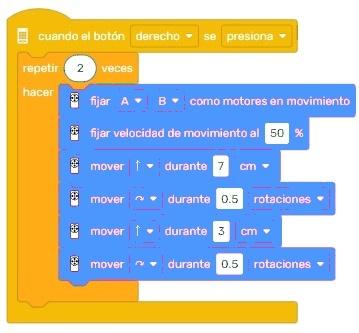 cuando el botón derecho se presiona
repetir 2 veces
hacer
fijar A B como motores en movimiento
fijar velocidad de movimiento al 50 %
mover ↑ durante 7 cm
mover ↷ durante 0.5 rotaciones
mover ↑ durante 3 cm
mover ↷ durante 0.5 rotaciones